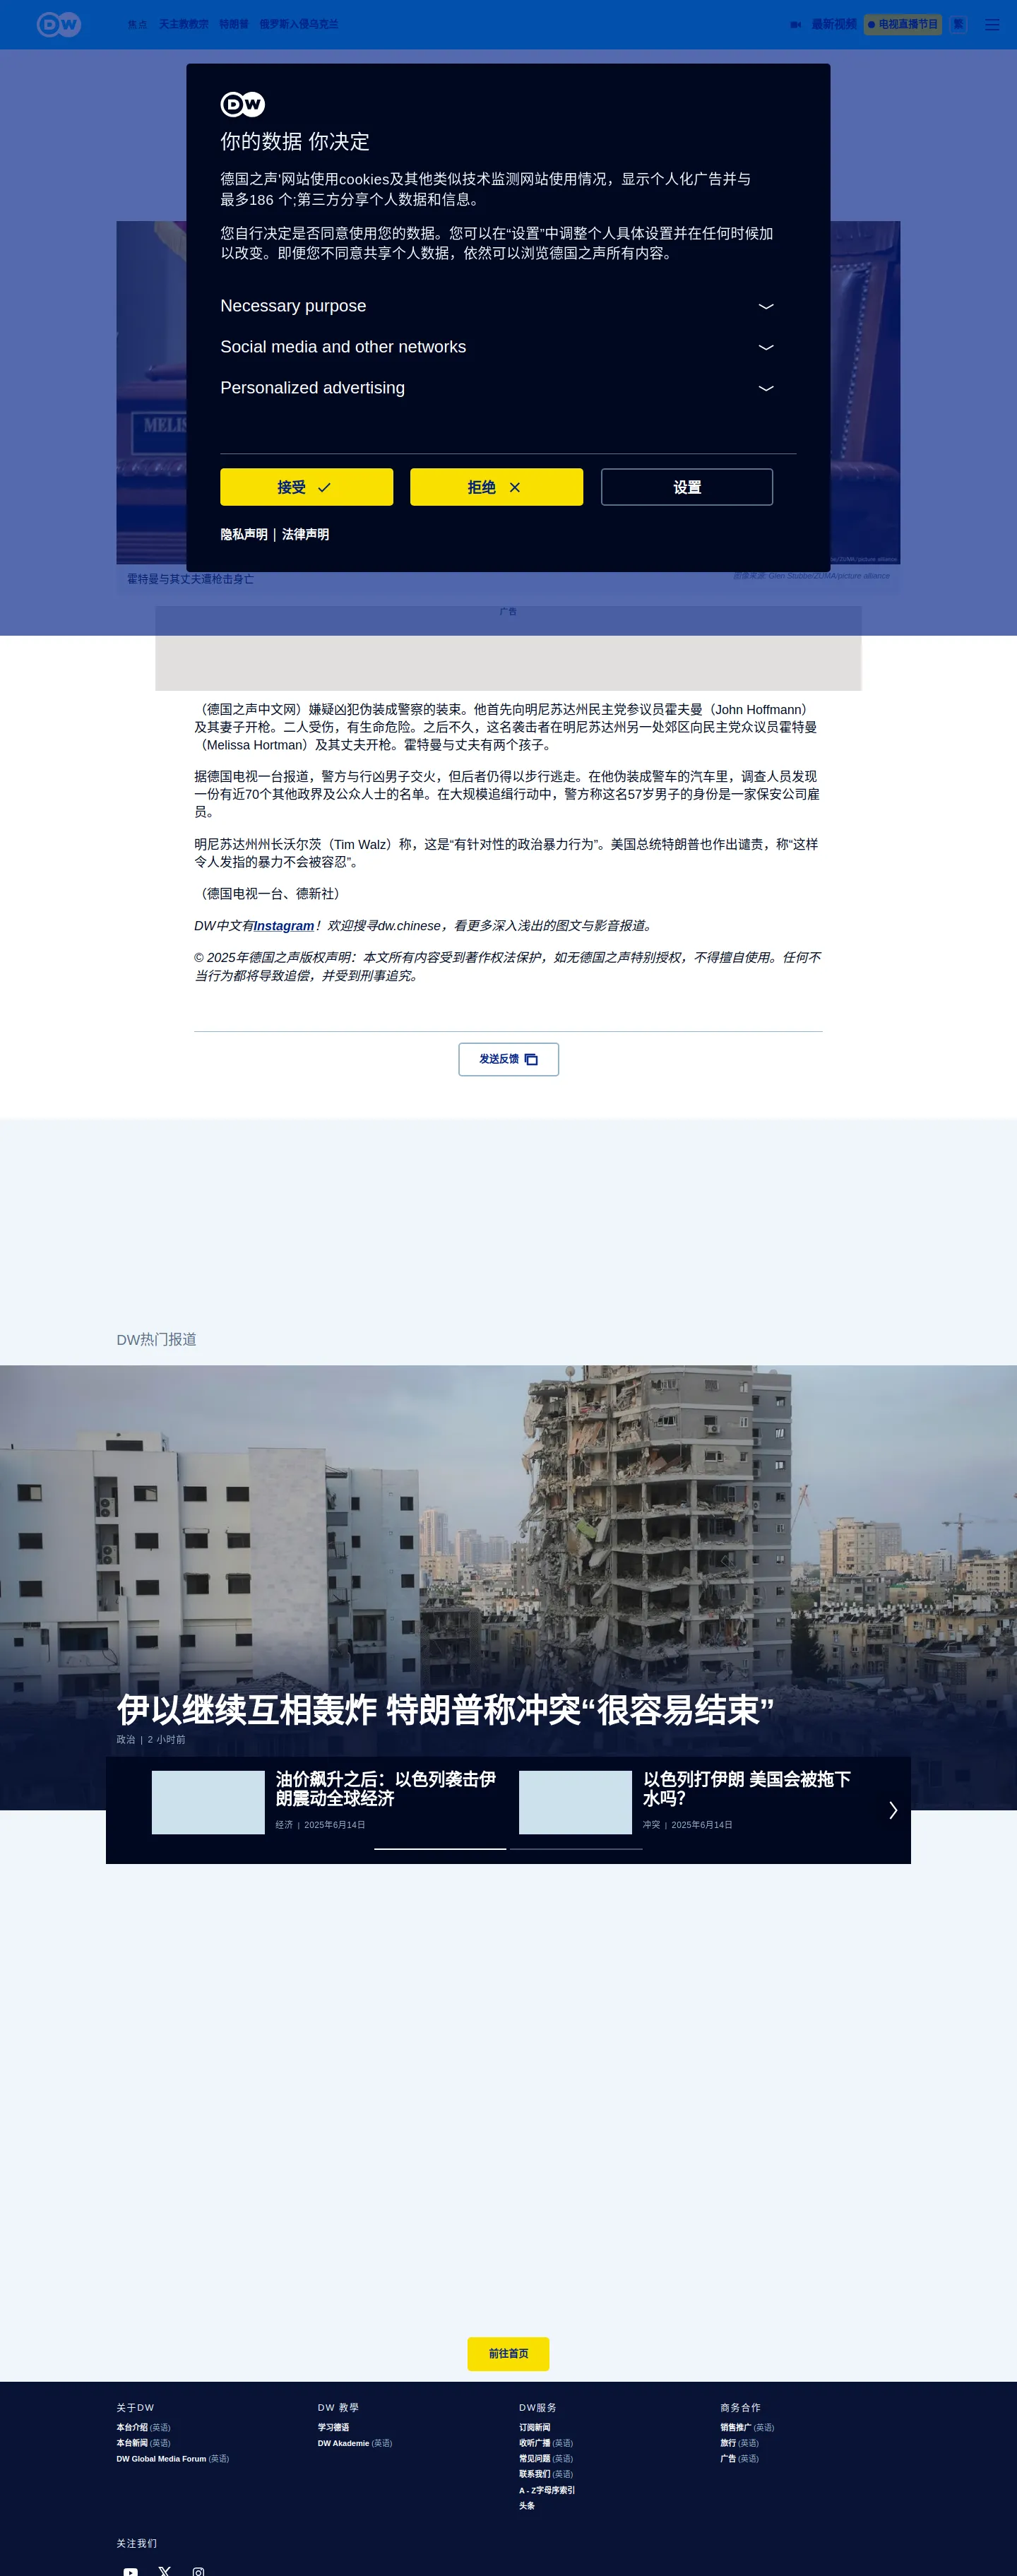 DW
焦点 天主教教宗 特朗普 俄罗斯入侵乌克兰
最新视频 电视直播节目 繁
DW
你的数据 你决定
德国之声'网站使用cookies及其他类似技术监测网站使用情况，显示个人化广告并与
最多186 个;第三方分享个人数据和信息。
您自行决定是否同意使用您的数据。您可以在“设置”中调整个人具体设置并在任何时候加
以改变。即便您不同意共享个人数据，依然可以浏览德国之声所有内容。
Necessary purpose
Social media and other networks
Personalized advertising
接受 拒绝 设置
隐私声明 | 法律声明
霍特曼与其丈夫遭枪击身亡
图像来源: Glen Stubbe/ZUMA/picture alliance
广告
（德国之声中文网）嫌疑凶犯伪装成警察的装束。他首先向明尼苏达州民主党参议员霍夫曼（John Hoffmann）
及其妻子开枪。二人受伤，有生命危险。之后不久，这名袭击者在明尼苏达州另一处郊区向民主党众议员霍特曼
（Melissa Hortman）及其丈夫开枪。霍特曼与丈夫有两个孩子。
据德国电视一台报道，警方与行凶男子交火，但后者仍得以步行逃走。在他伪装成警车的汽车里，调查人员发现
一份有近70个其他政界及公众人士的名单。在大规模追缉行动中，警方称这名57岁男子的身份是一家保安公司雇
员。
明尼苏达州州长沃尔茨（Tim Walz）称，这是“有针对性的政治暴力行为”。美国总统特朗普也作出谴责，称“这样
令人发指的暴力不会被容忍”。
（德国电视一台、德新社）
DW中文有Instagram！欢迎搜寻dw.chinese，看更多深入浅出的图文与影音报道。
© 2025年德国之声版权声明：本文所有内容受到著作权法保护，如无德国之声特别授权，不得擅自使用。任何不
当行为都将导致追偿，并受到刑事追究。
发送反馈
DW热门报道
伊以继续互相轰炸 特朗普称冲突“很容易结束”
政治 | 2 小时前
油价飙升之后：以色列袭击伊
朗震动全球经济
经济 | 2025年6月14日
以色列打伊朗 美国会被拖下
水吗？
冲突 | 2025年6月14日
前往首页
关于DW
本台介绍 (英语)
本台新闻 (英语)
DW Global Media Forum (英语)
DW 教學
学习德语
DW Akademie (英语)
DW服务
订阅新闻
收听广播 (英语)
常见问题 (英语)
联系我们 (英语)
A - Z字母序索引
头条
商务合作
销售推广 (英语)
旅行 (英语)
广告 (英语)
关注我们